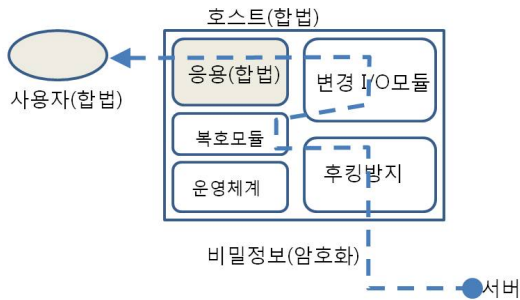 호스트(합법)
응용(합법)
변경 I/O모듈
사용자(합법)
복호모듈
후킹방지
운영체계
비밀정보(암호화)
서버